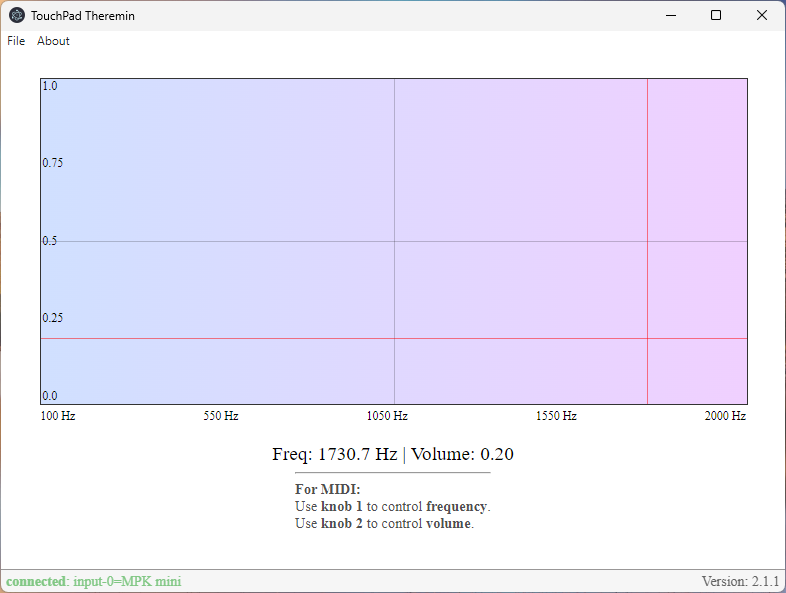 TouchPad Theremin
File About
1.0
0.75
0.5
0.25
0.0
100 Hz 550 Hz 1050 Hz 1550 Hz 2000 Hz
Freq: 1730.7 Hz | Volume: 0.20
For MIDI:
Use knob 1 to control frequency.
Use knob 2 to control volume.
connected: input-0=MPK mini Version: 2.1.1